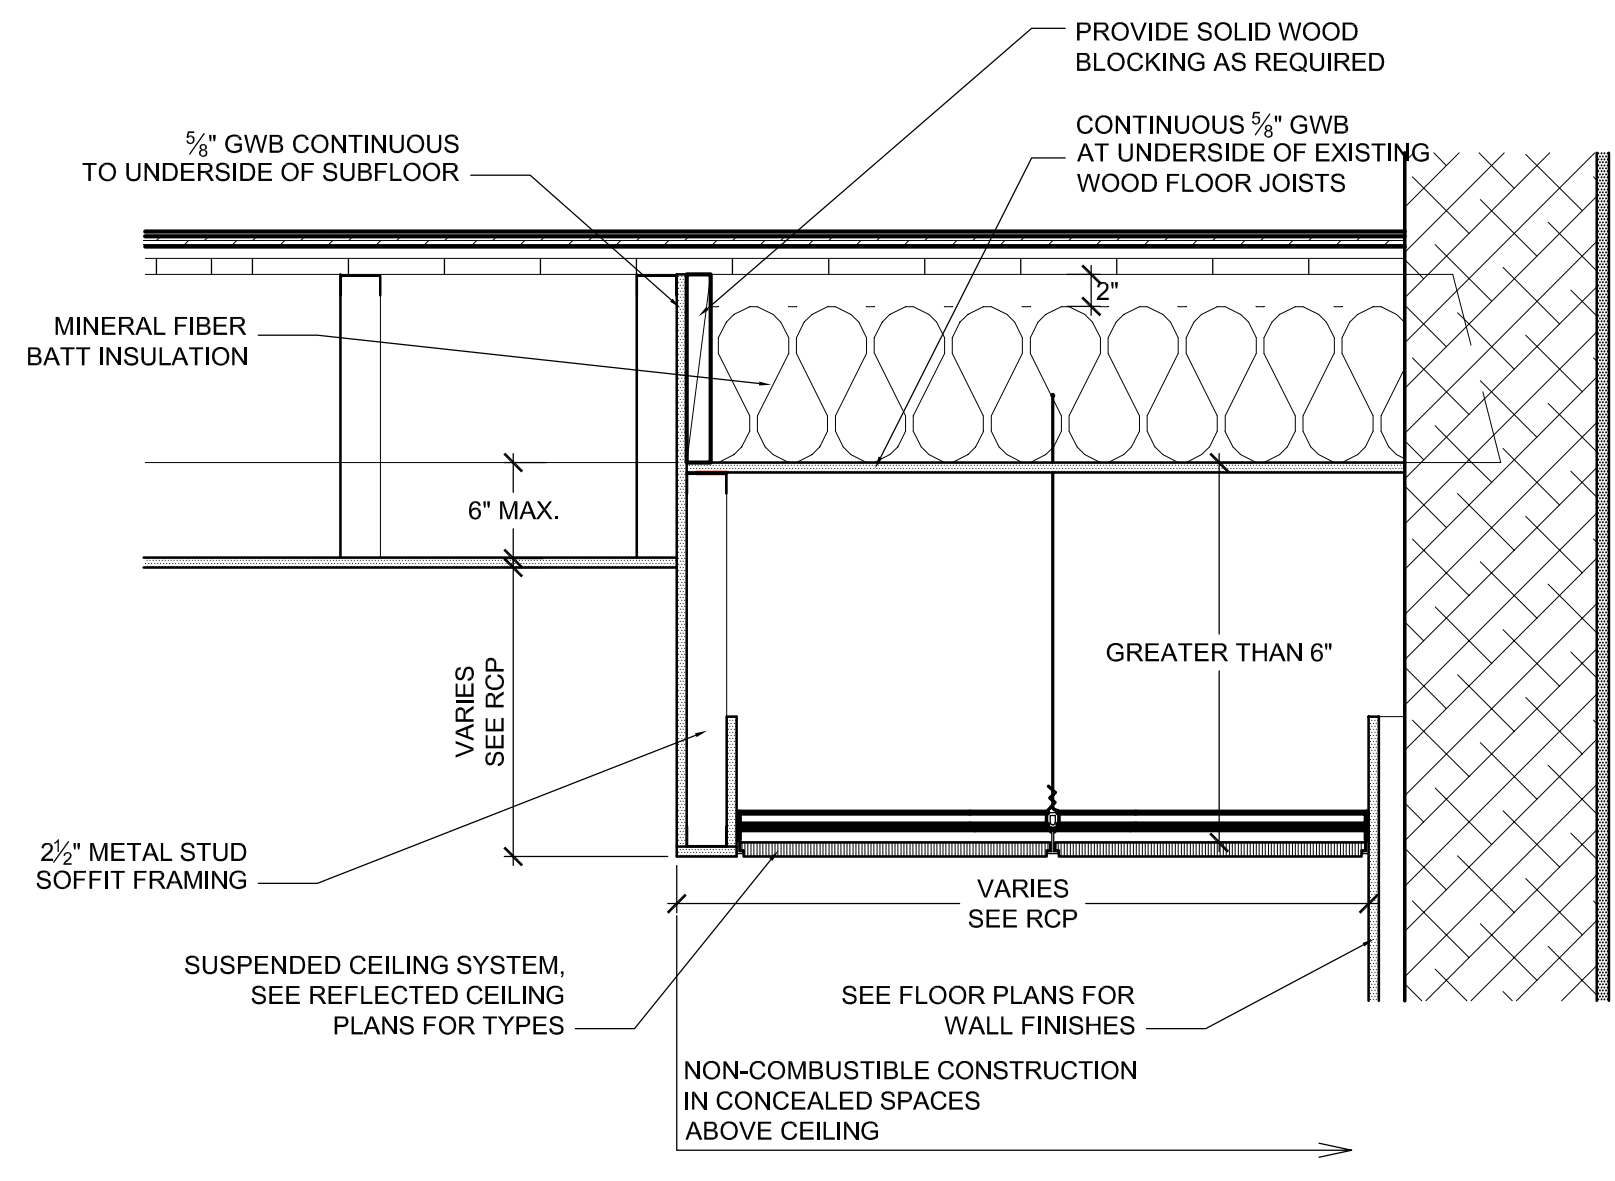 PROVIDE SOLID WOOD
BLOCKING AS REQUIRED
CONTINUOUS ⅝" GWB
AT UNDERSIDE OF EXISTING
WOOD FLOOR JOISTS
⅝" GWB CONTINUOUS
TO UNDERSIDE OF SUBFLOOR
2"
MINERAL FIBER
BATT INSULATION
6" MAX.
GREATER THAN 6"
VARIES
SEE RCP
2½" METAL STUD
SOFFIT FRAMING
VARIES
SEE RCP
SUSPENDED CEILING SYSTEM,
SEE REFLECTED CEILING
PLANS FOR TYPES
SEE FLOOR PLANS FOR
WALL FINISHES
NON-COMBUSTIBLE CONSTRUCTION
IN CONCEALED SPACES
ABOVE CEILING